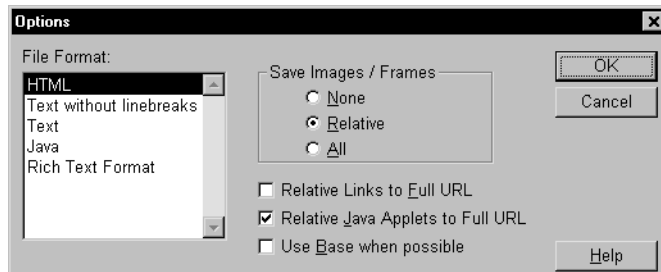 Options
File Format:
HTML
Text without linebreaks
Text
Java
Rich Text Format
Save Images / Frames
None
Relative
All
Relative Links to Full URL
Relative Java Applets to Full URL
Use Base when possible
OK
Cancel
Help